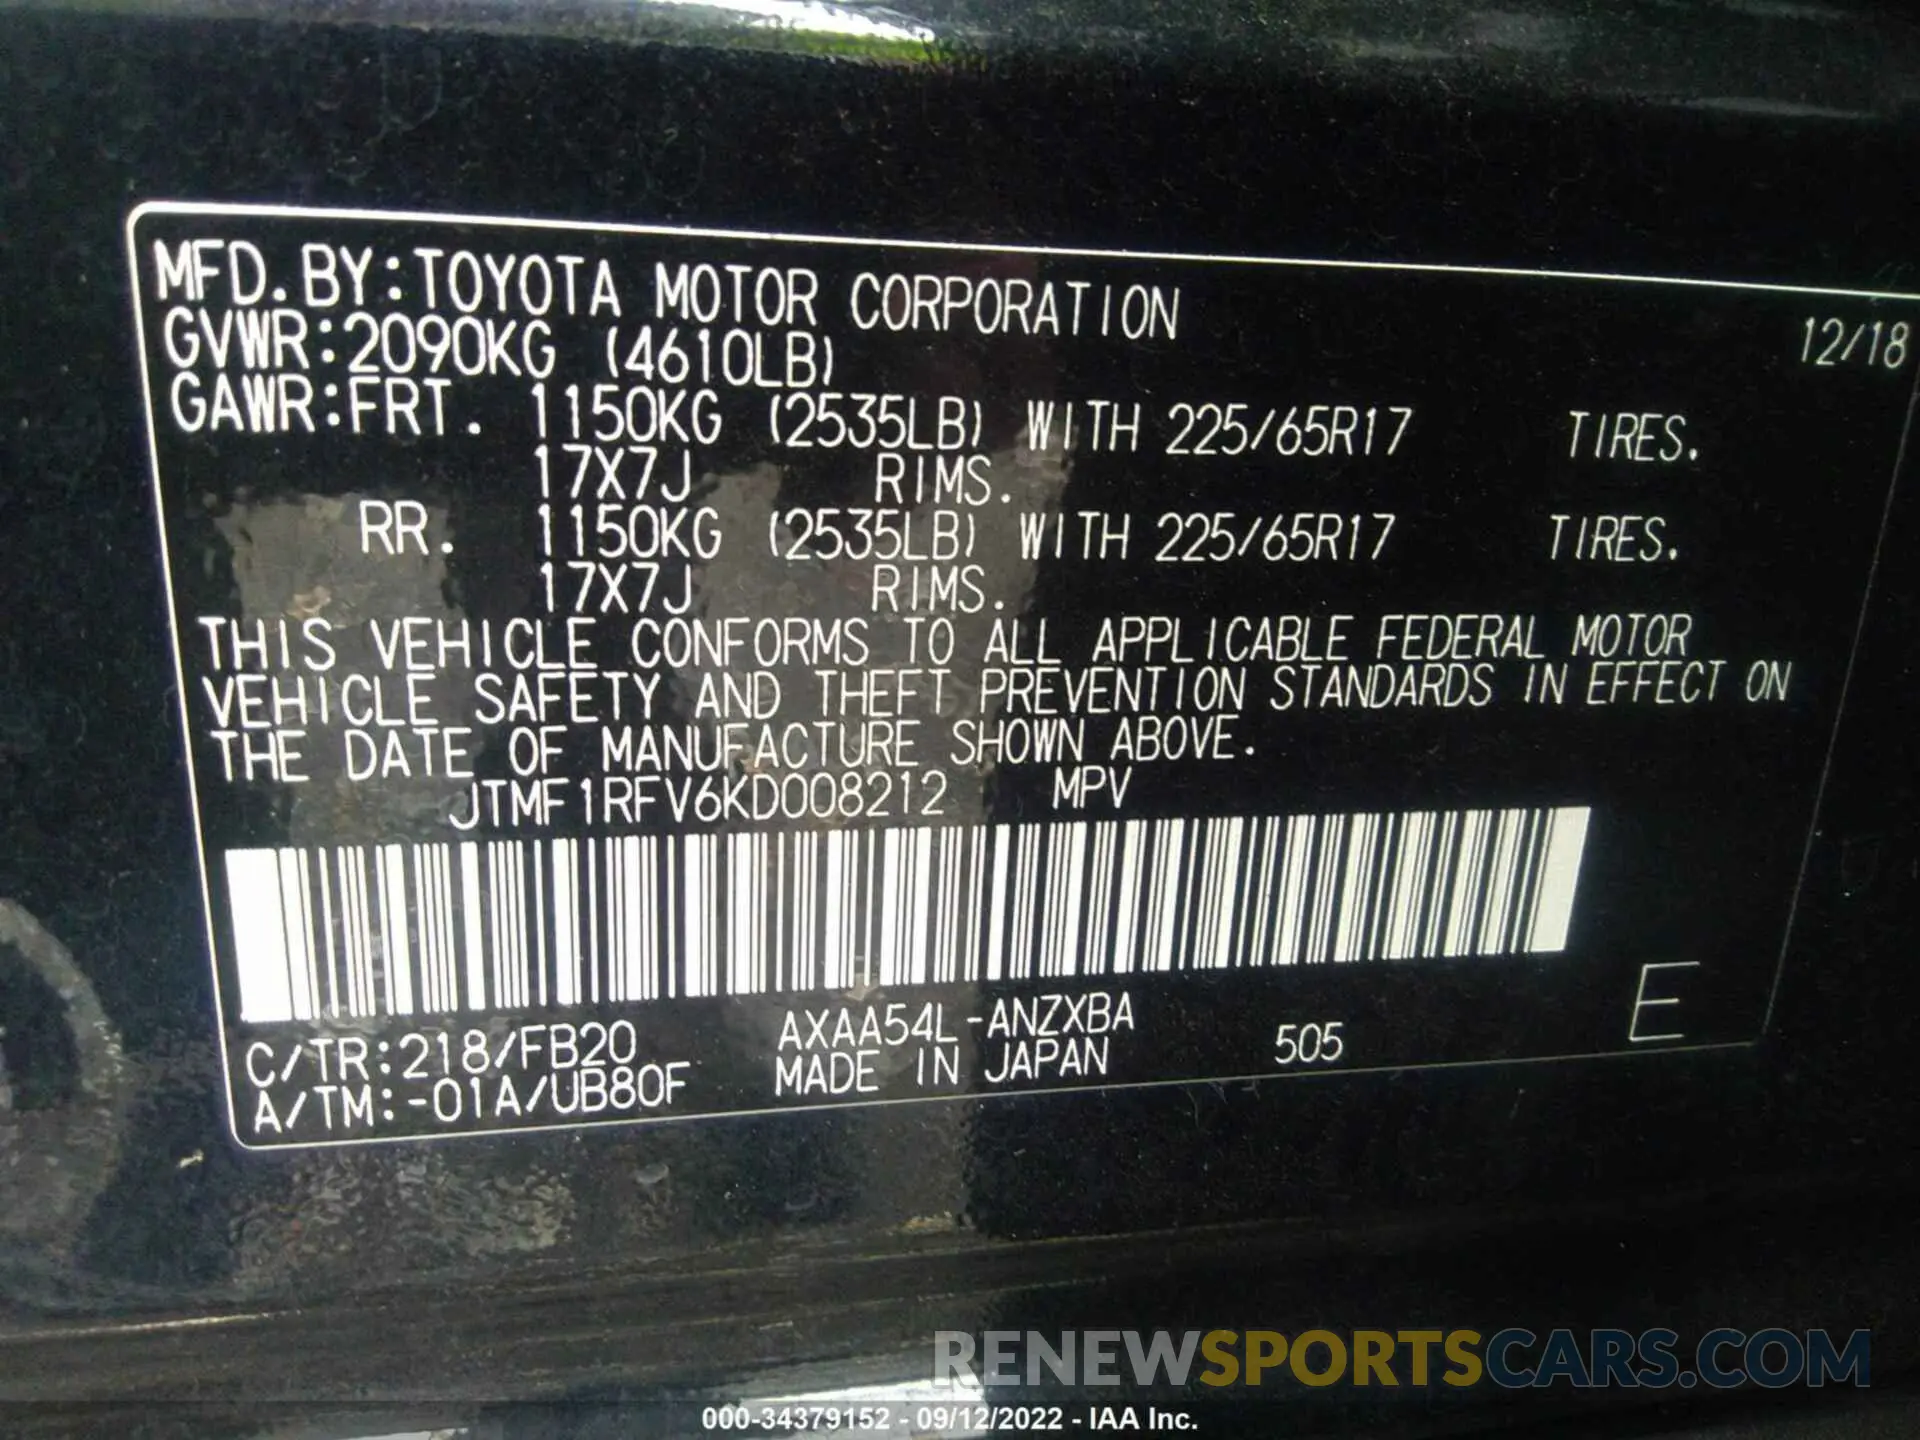 MFD.BY:TOYOTA MOTOR CORPORATION 12/18
GVWR:2090KG (4610LB)
GAWR:FRT. 1150KG (2535LB) WITH 225/65R17 TIRES.
17X7J RIMS.
RR. 1150KG (2535LB) WITH 225/65R17 TIRES.
17X7J RIMS.
THIS VEHICLE CONFORMS TO ALL APPLICABLE FEDERAL MOTOR
VEHICLE SAFETY AND THEFT PREVENTION STANDARDS IN EFFECT ON
THE DATE OF MANUFACTURE SHOWN ABOVE.
JTMF1RFV6KD008212 MPV
C/TR:218/FB20 AXAA54L-ANZXBA 505 E
A/TM:-01A/UB80F MADE IN JAPAN
RENEWSPORTSCARS.COM
000-34379152 - 09/12/2022 - IAA Inc.